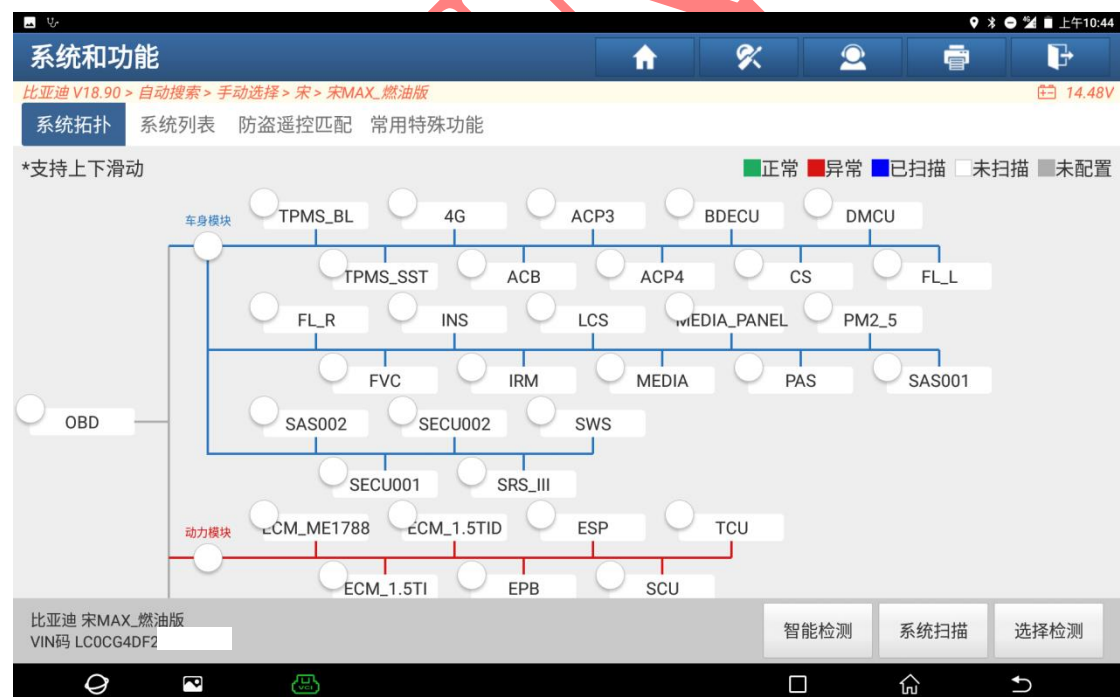 上午10:44
系统和功能
比亚迪 V18.90 > 自动搜索 > 手动选择 > 宋 > 宋MAX_燃油版 14.48V
系统拓扑 系统列表 防盗遥控匹配 常用特殊功能
*支持上下滑动 正常 异常 已扫描 未扫描 未配置
车身模块 TPMS_BL 4G ACP3 BDECU DMCU
TPMS_SST ACB ACP4 CS FL_L
FL_R INS LCS MEDIA_PANEL PM2_5
FVC IRM MEDIA PAS SAS001
OBD SAS002 SECU002 SWS
SECU001 SRS_III
动力模块 ECM_ME1788 ECM_1.5TID ESP TCU
ECM_1.5TI EPB SCU
比亚迪 宋MAX_燃油版
VIN码 LC0CG4DF2
智能检测 系统扫描 选择检测
VCI